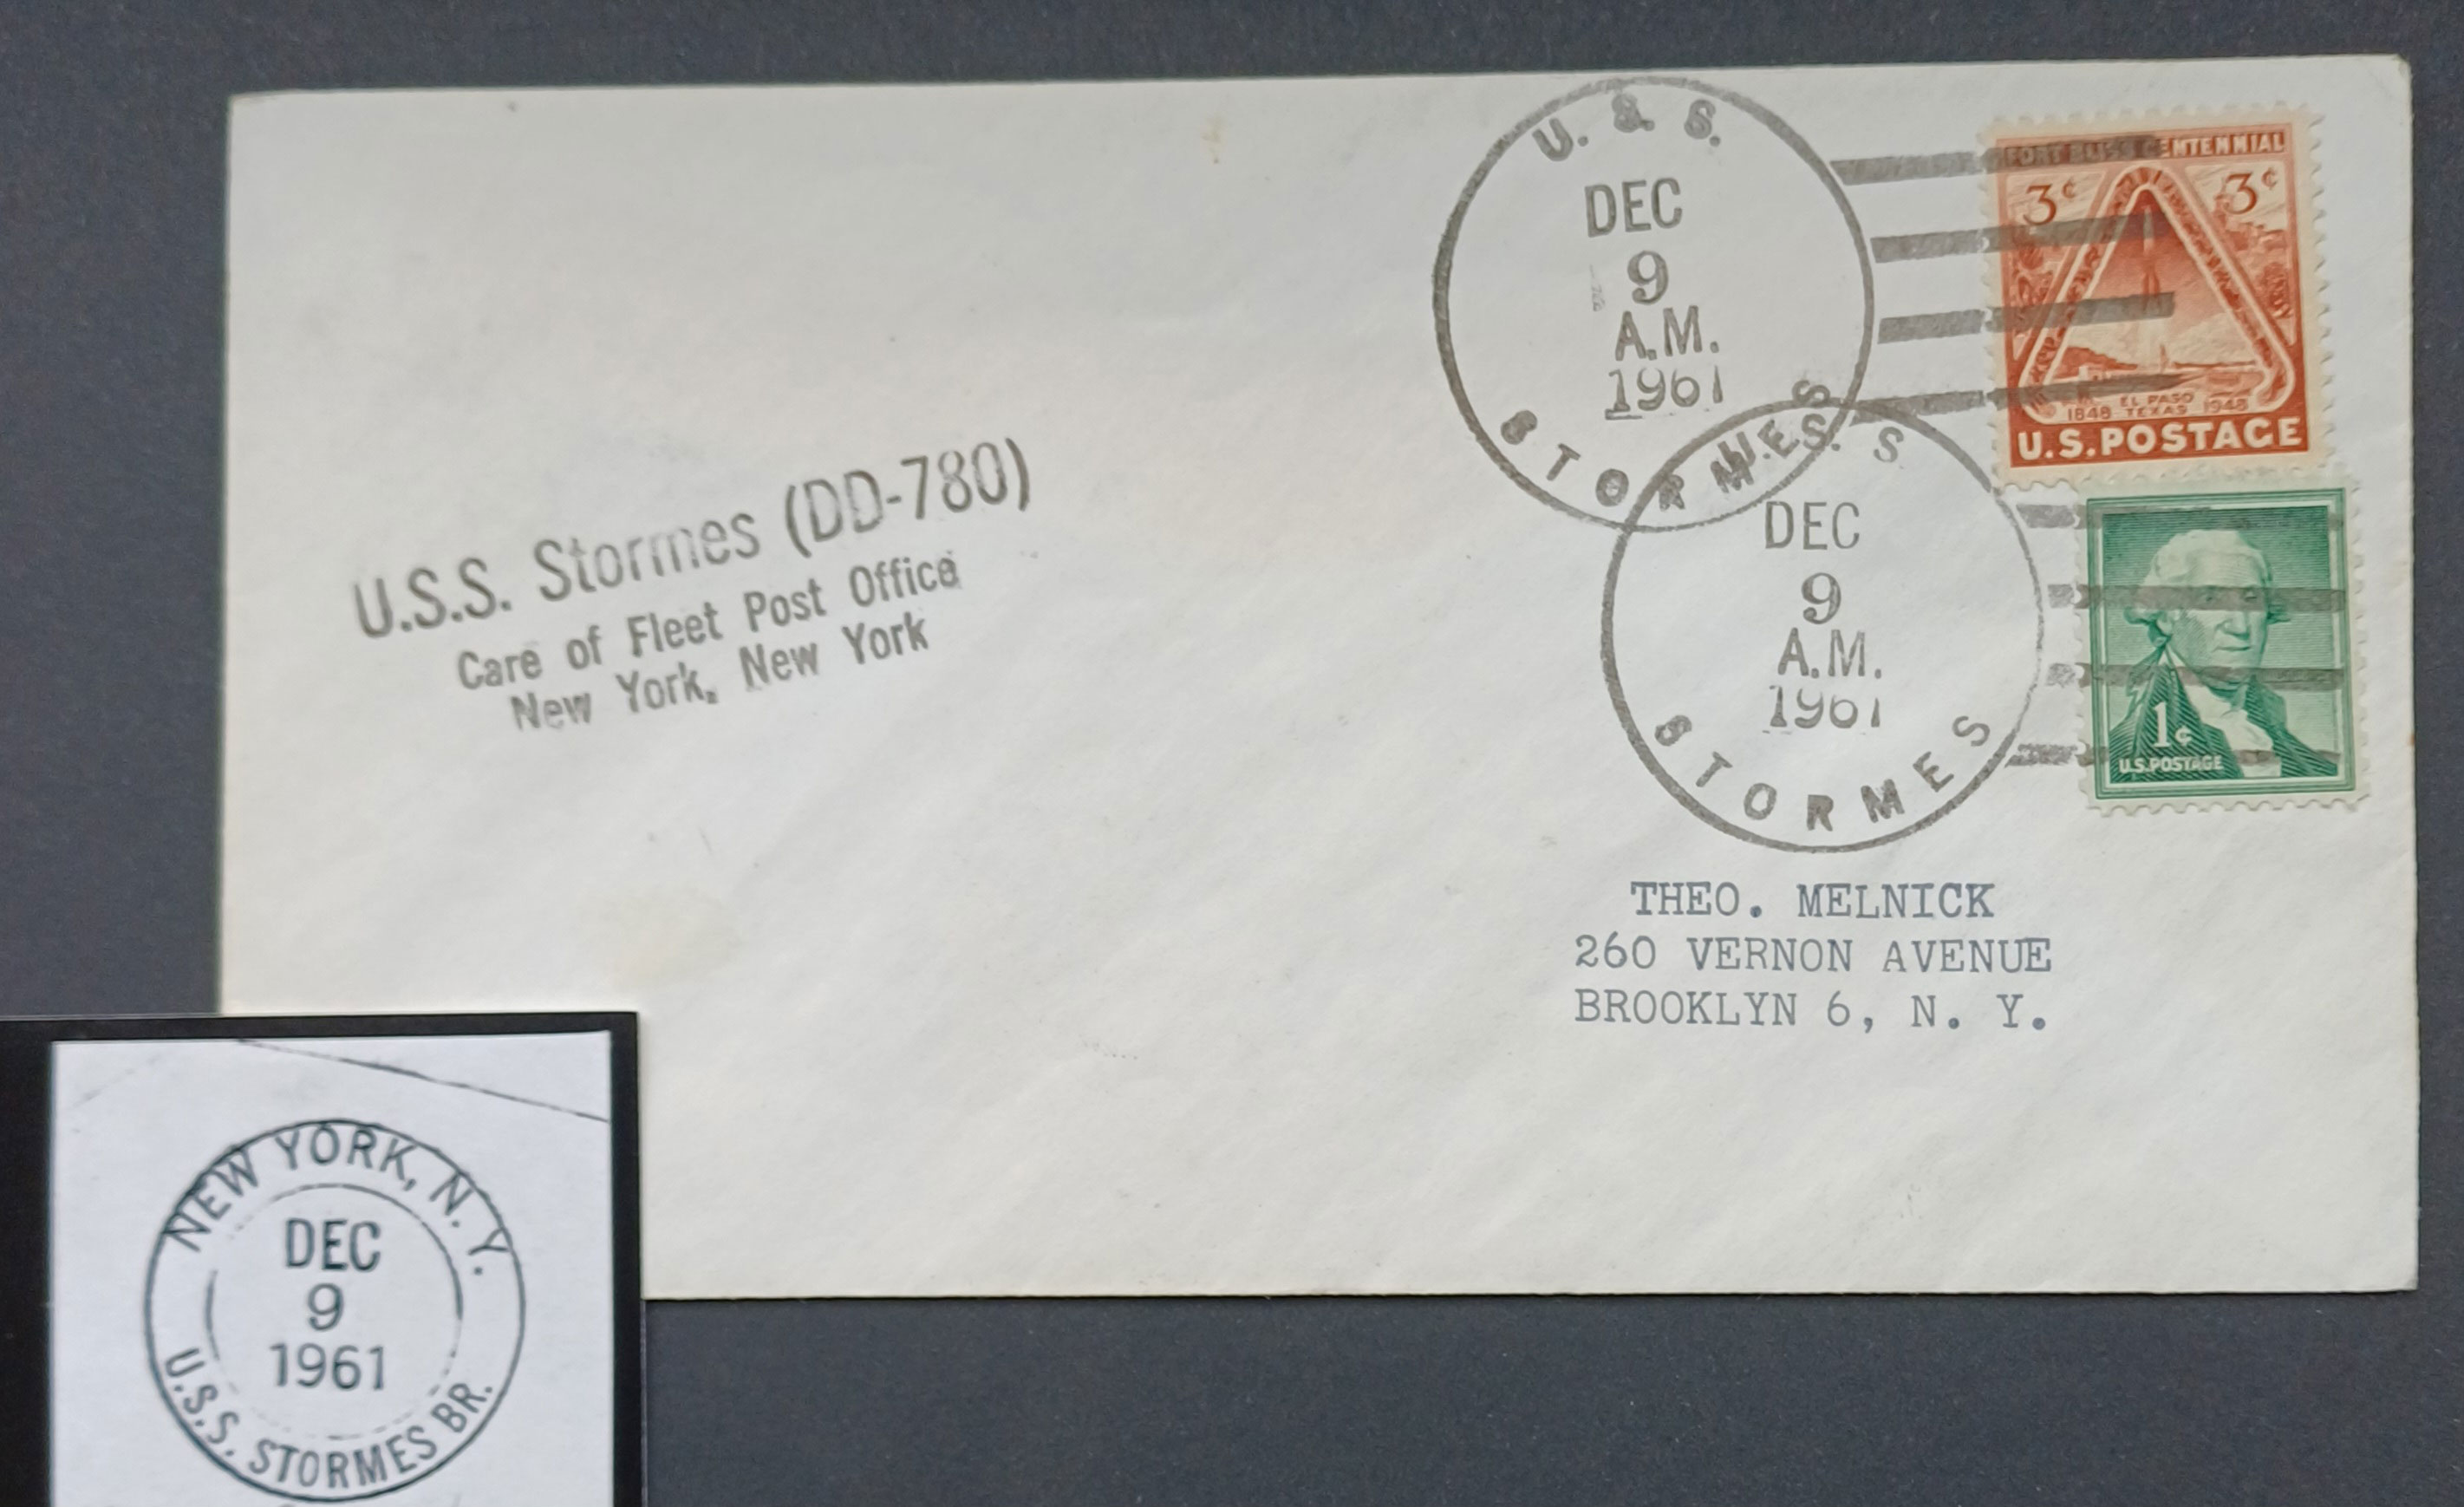 U.S.S. Stormes (DD-780)
Care of Fleet Post Office
New York, New York
U. S. S.
DEC
9
A.M.
1961
STORMES
U. S. S
DEC
9
A.M.
1961
STORMES
FORT BLISS CENTENNIAL
3¢ 3¢
1848 EL PASO TEXAS 1948
U.S.POSTAGE
1¢
U.S.POSTAGE
THEO. MELNICK
260 VERNON AVENUE
BROOKLYN 6, N. Y.
NEW YORK, N. Y.
DEC
9
1961
U.S.S. STORMES BR.